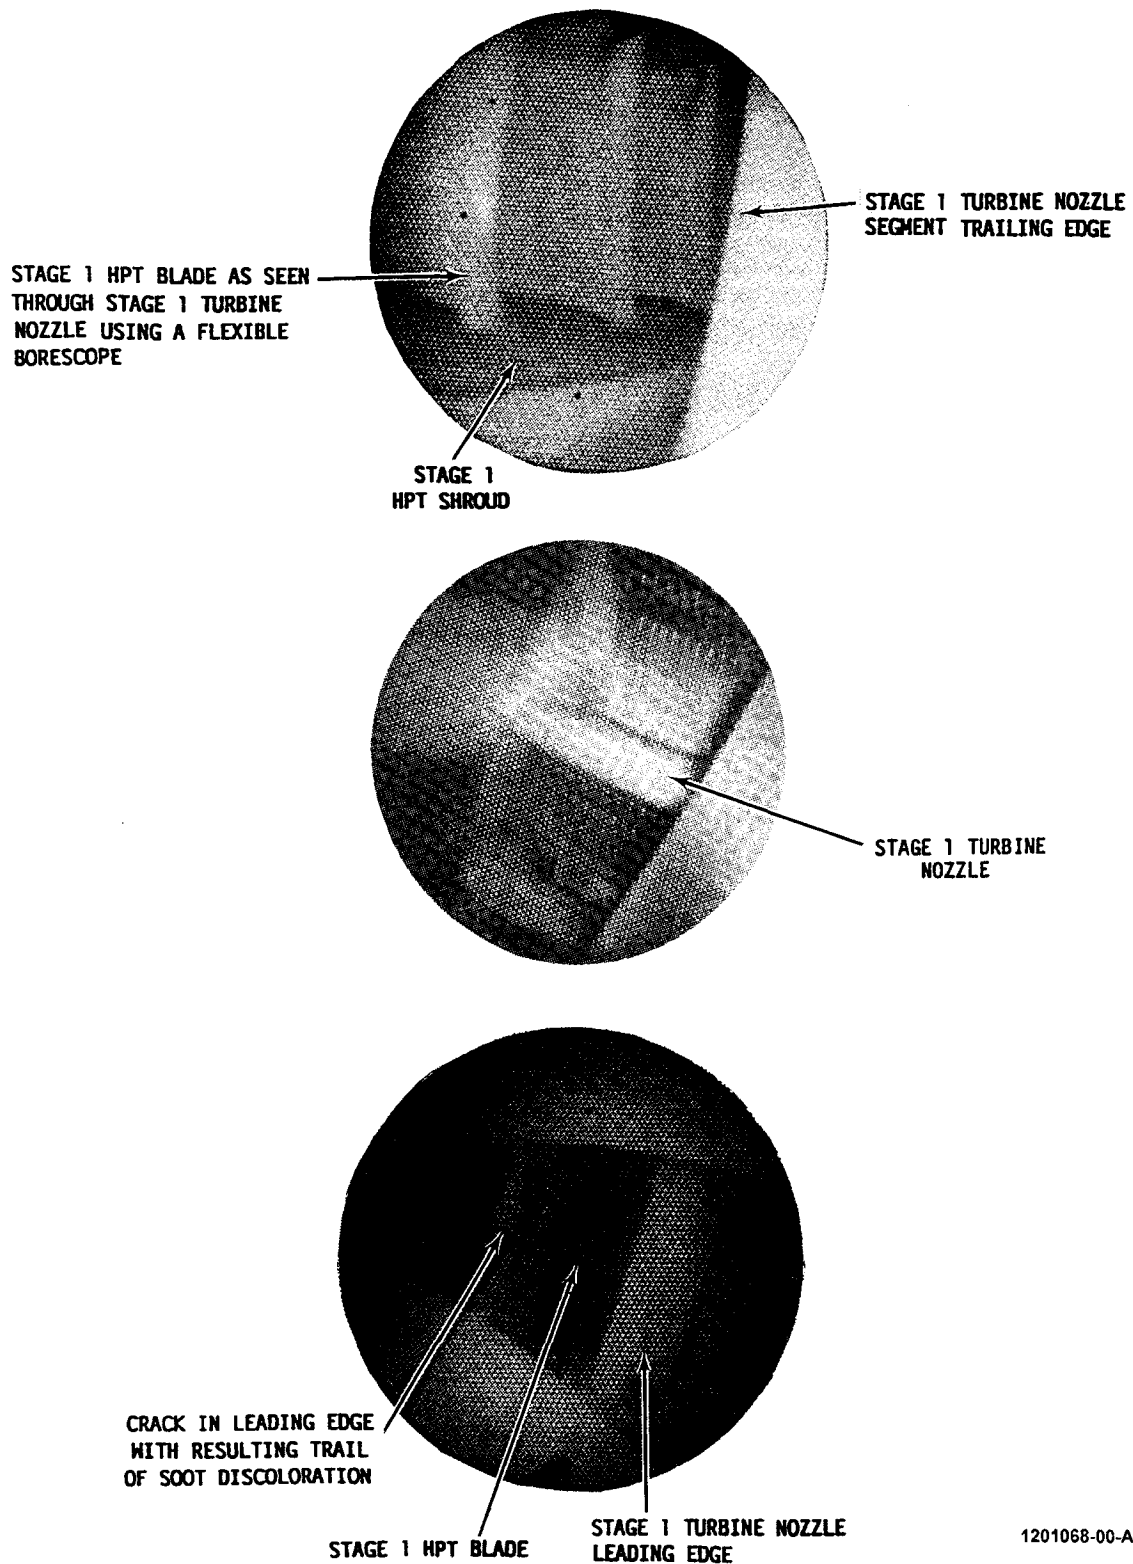 STAGE 1 TURBINE NOZZLE
SEGMENT TRAILING EDGE
STAGE 1 HPT BLADE AS SEEN
THROUGH STAGE 1 TURBINE
NOZZLE USING A FLEXIBLE
BORESCOPE
STAGE 1
HPT SHROUD
STAGE 1 TURBINE
NOZZLE
CRACK IN LEADING EDGE
WITH RESULTING TRAIL
OF SOOT DISCOLORATION
STAGE 1 HPT BLADE
STAGE 1 TURBINE NOZZLE
LEADING EDGE
1201068-00-A